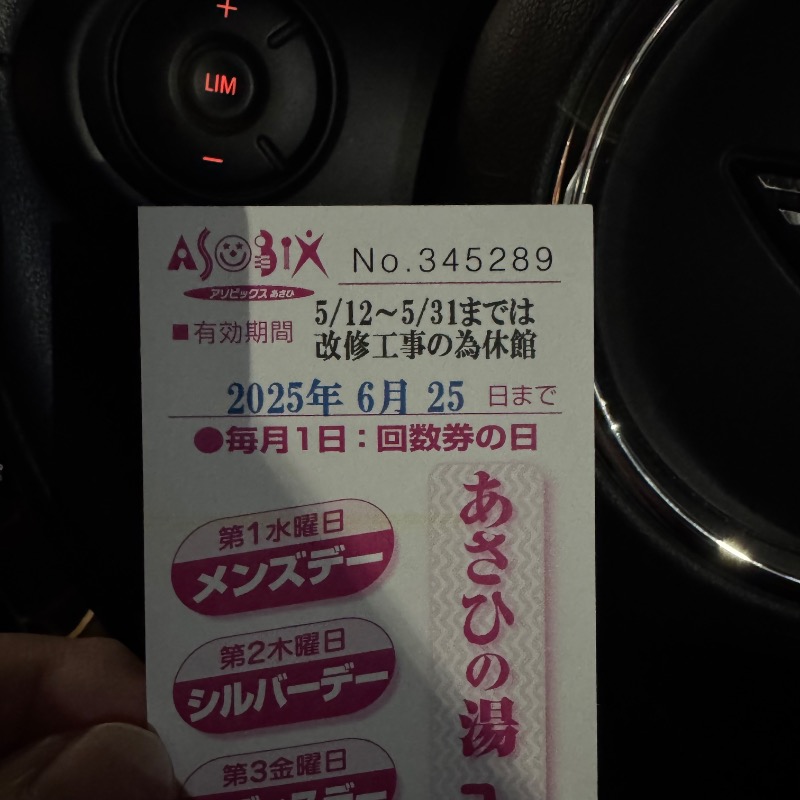 +
LIM
−
ASOBIX
No.345289
アソビックスあさひ
■有効期間
5/12～5/31までは
改修工事の為休館
2025年 6月 25 日まで
●毎月1日：回数券の日
第1水曜日
メンズデー
第2木曜日
シルバーデー
第3金曜日
あさひの湯